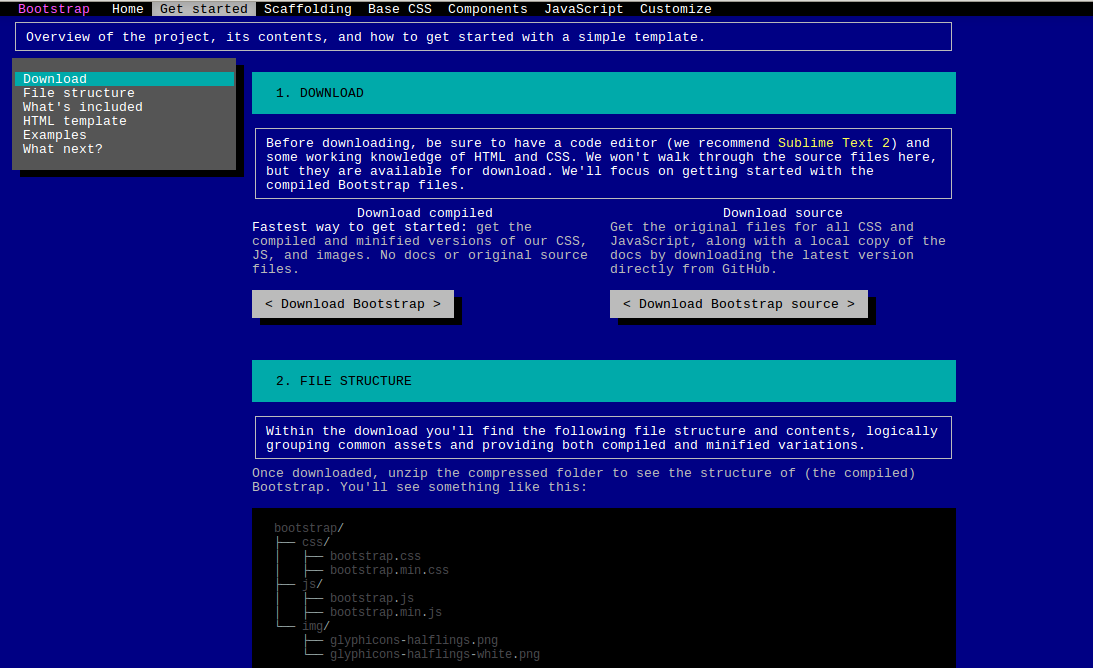 Bootstrap Home Get started Scaffolding Base CSS Components JavaScript Customize
Overview of the project, its contents, and how to get started with a simple template.
Download
File structure
What's included
HTML template
Examples
What next?
1. DOWNLOAD
Before downloading, be sure to have a code editor (we recommend Sublime Text 2) and
some working knowledge of HTML and CSS. We won't walk through the source files here,
but they are available for download. We'll focus on getting started with the
compiled Bootstrap files.
Download compiled
Fastest way to get started: get the
compiled and minified versions of our CSS,
JS, and images. No docs or original source
files.
< Download Bootstrap >
Download source
Get the original files for all CSS and
JavaScript, along with a local copy of the
docs by downloading the latest version
directly from GitHub.
< Download Bootstrap source >
2. FILE STRUCTURE
Within the download you'll find the following file structure and contents, logically
grouping common assets and providing both compiled and minified variations.
Once downloaded, unzip the compressed folder to see the structure of (the compiled)
Bootstrap. You'll see something like this:
bootstrap/
├── css/
│   ├── bootstrap.css
│   ├── bootstrap.min.css
├── js/
│   ├── bootstrap.js
│   ├── bootstrap.min.js
└── img/
    ├── glyphicons-halflings.png
    └── glyphicons-halflings-white.png